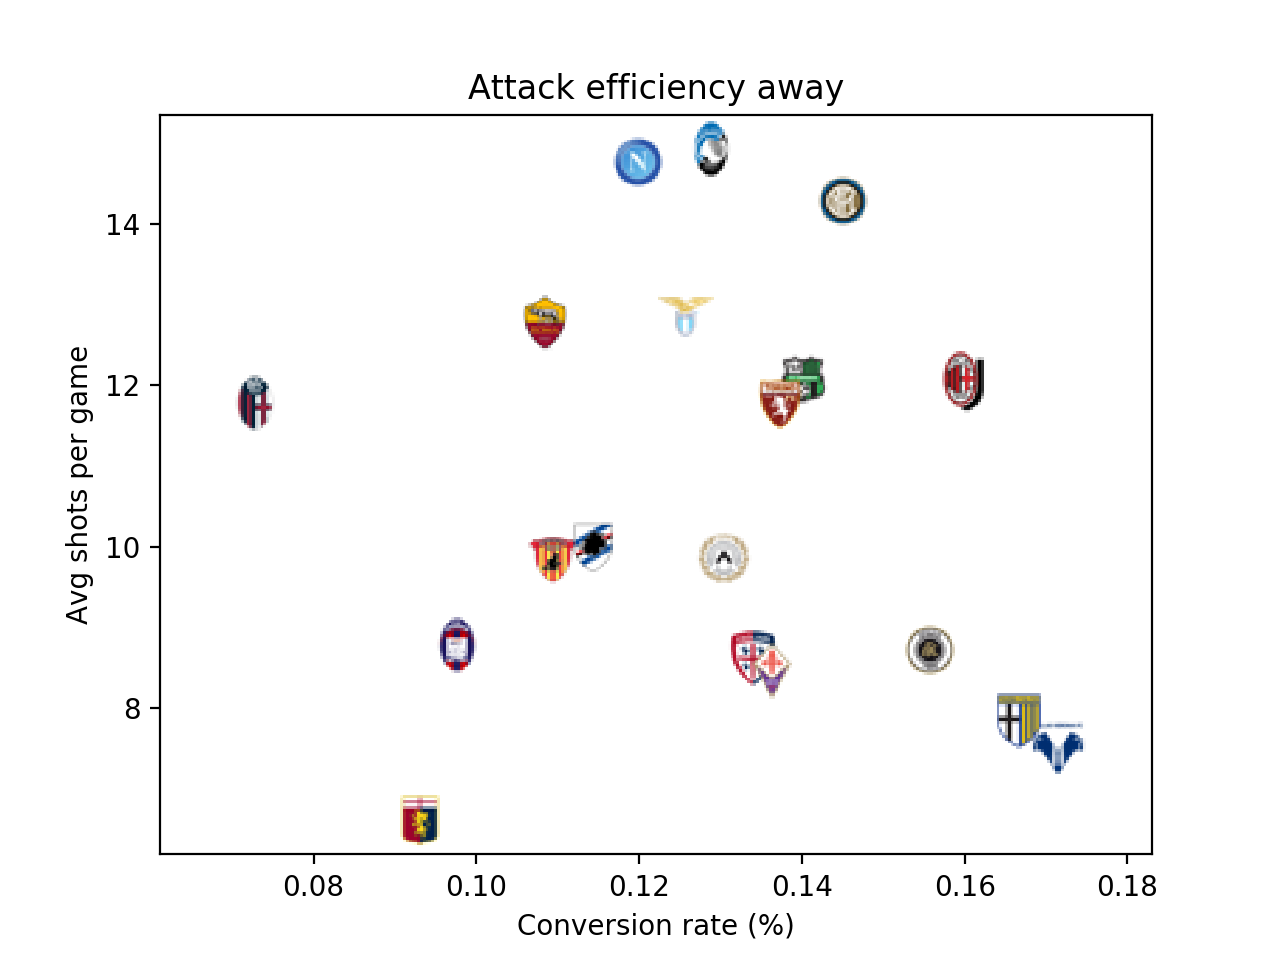 Attack efficiency away
14
12
10
8
Avg shots per game
N
0.08 0.10 0.12 0.14 0.16 0.18
Conversion rate (%)